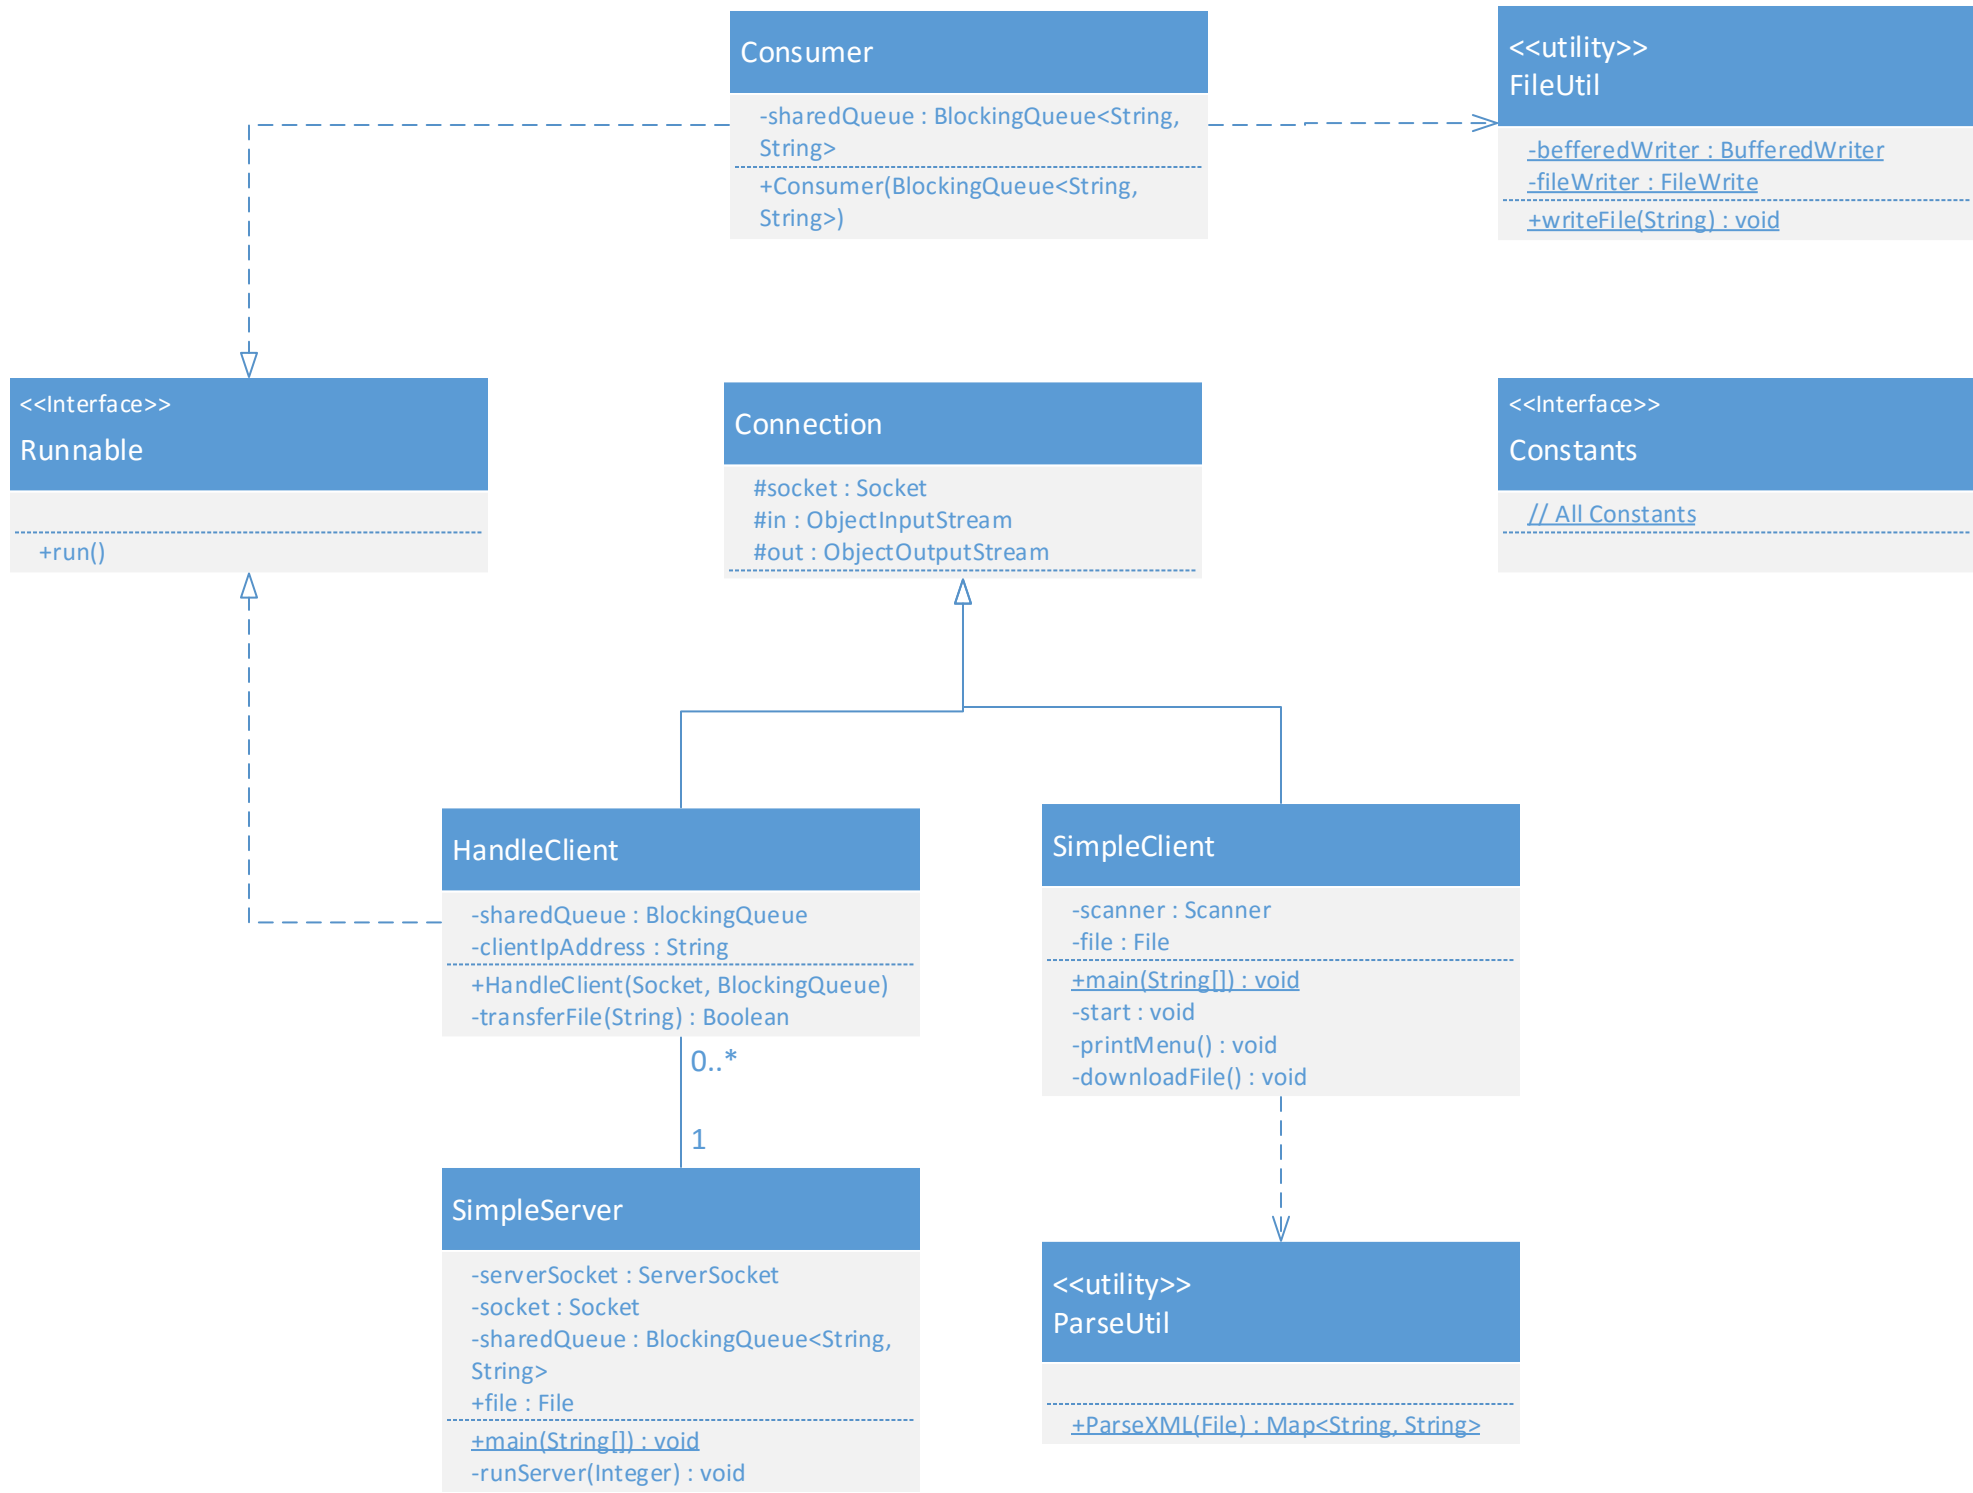 Consumer
-sharedQueue : BlockingQueue<String,
String>
+Consumer(BlockingQueue<String,
String>)
<<utility>>
FileUtil
-befferedWriter : BufferedWriter
-fileWriter : FileWrite
+writeFile(String) : void
<<Interface>>
Runnable
+run()
Connection
#socket : Socket
#in : ObjectInputStream
#out : ObjectOutputStream
<<Interface>>
Constants
// All Constants
HandleClient
-sharedQueue : BlockingQueue
-clientIpAddress : String
+HandleClient(Socket, BlockingQueue)
-transferFile(String) : Boolean
0..*
1
SimpleClient
-scanner : Scanner
-file : File
+main(String[]) : void
-start : void
-printMenu() : void
-downloadFile() : void
SimpleServer
-serverSocket : ServerSocket
-socket : Socket
-sharedQueue : BlockingQueue<String,
String>
+file : File
+main(String[]) : void
-runServer(Integer) : void
<<utility>>
ParseUtil
+ParseXML(File) : Map<String, String>